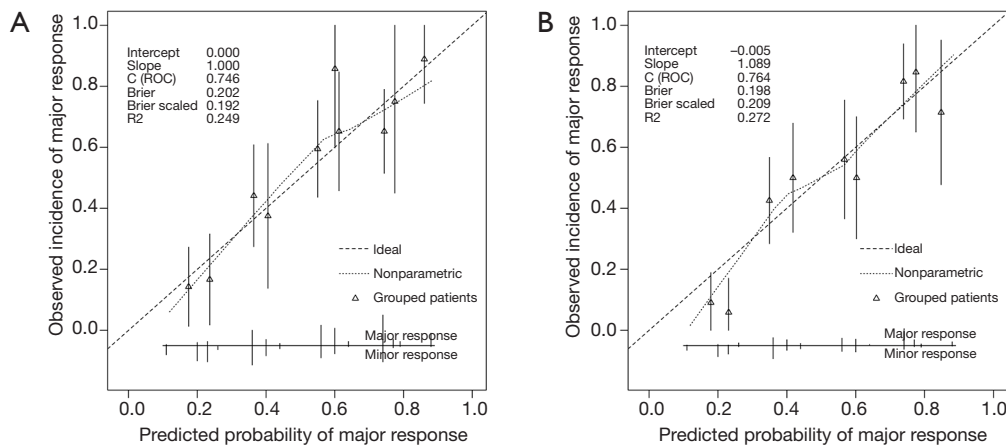 A
Observed incidence of major response
1.0
0.8
0.6
0.4
0.2
0.0
Intercept 0.000
Slope 1.000
C (ROC) 0.746
Brier 0.202
Brier scaled 0.192
R2 0.249
Ideal
Nonparametric
Grouped patients
Major response
Minor response
0.0 0.2 0.4 0.6 0.8 1.0
Predicted probability of major response
B
Observed incidence of major response
1.0
0.8
0.6
0.4
0.2
0.0
Intercept −0.005
Slope 1.089
C (ROC) 0.764
Brier 0.198
Brier scaled 0.209
R2 0.272
Ideal
Nonparametric
Grouped patients
Major response
Minor response
0.0 0.2 0.4 0.6 0.8 1.0
Predicted probability of major response